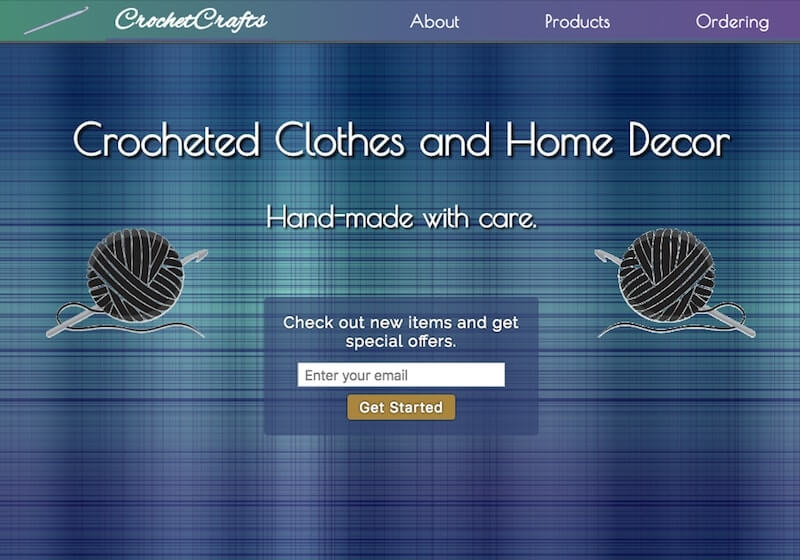 CrochetCrafts
About
Products
Ordering
Crocheted Clothes and Home Decor
Hand-made with care.
Check out new items and get
special offers.
Enter your email
Get Started